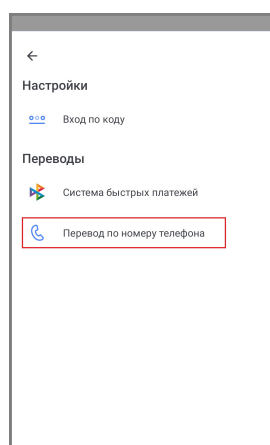 Настройки
Вход по коду
Переводы
Система быстрых платежей
Перевод по номеру телефона